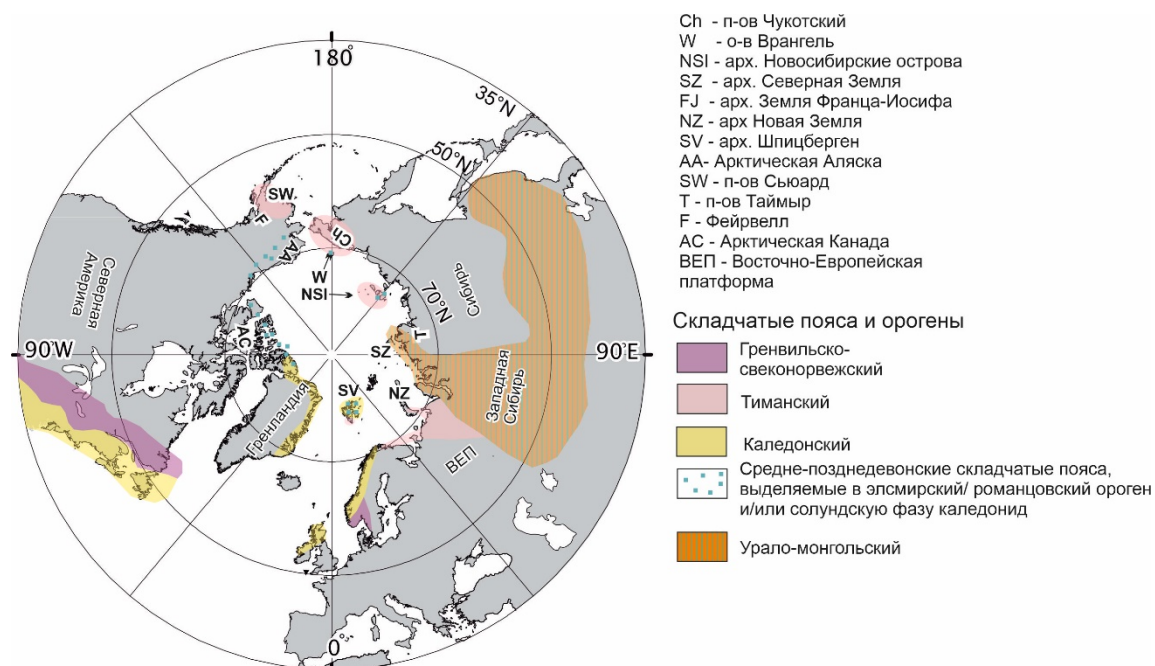 180°
35°N
50°N
70°N
90°W
90°E
0°
SW
F
AA
Ch
W
NSI
T
SZ
NZ
SV
AC
Северная
Америка
Гренландия
Сибирь
Западная
Сибирь
ВЕП
Ch - п-ов Чукотский
W - о-в Врангель
NSI - арх. Новосибирские острова
SZ - арх. Северная Земля
FJ - арх. Земля Франца-Иосифа
NZ - арх Новая Земля
SV - арх. Шпицберген
AA- Арктическая Аляска
SW - п-ов Сьюард
T - п-ов Таймыр
F - Фейрвелл
AC - Арктическая Канада
ВЕП - Восточно-Европейская
платформа
Складчатые пояса и орогены
Гренвильско-
свеконорвежский
Тиманский
Каледонский
Средне-позднедевонские складчатые пояса,
выделяемые в элсмирский/ романцовский ороген
и/или солундскую фазу каледонид
Урало-монгольский